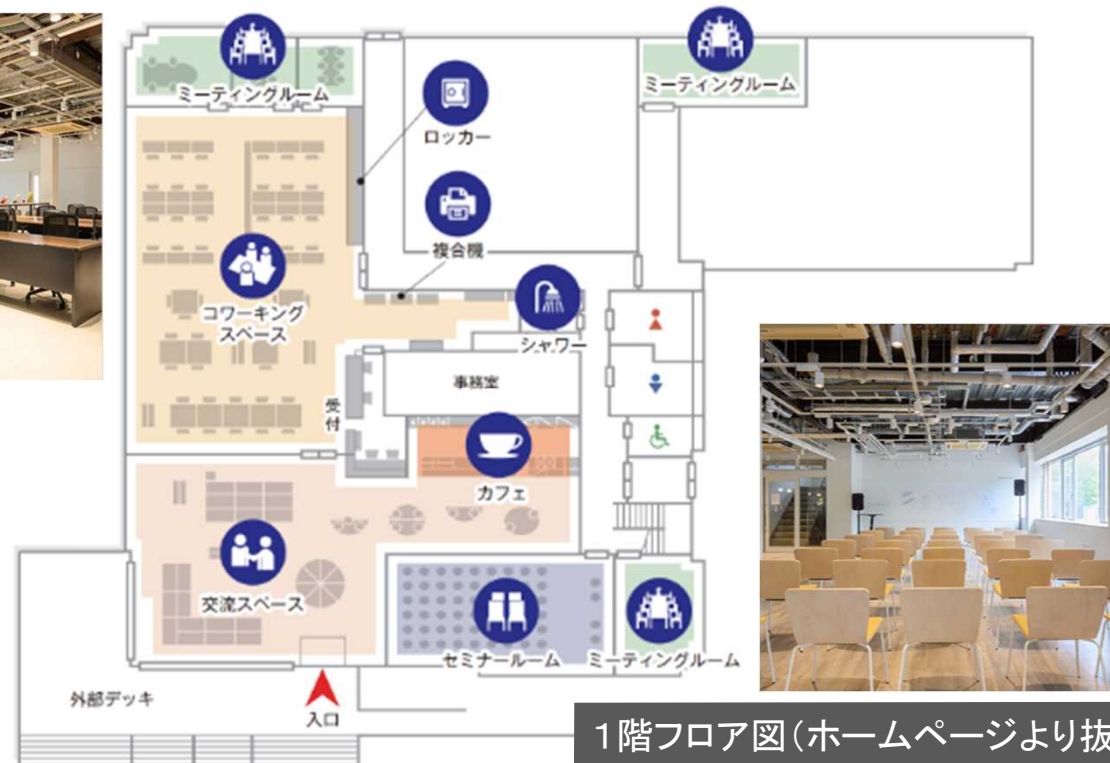 ミーティングルーム
ミーティングルーム
ロッカー
複合機
コワーキング
スペース
シャワー
事務室
受付
カフェ
交流スペース
セミナールーム
ミーティングルーム
外部デッキ
入口
1階フロア図(ホームページより抜